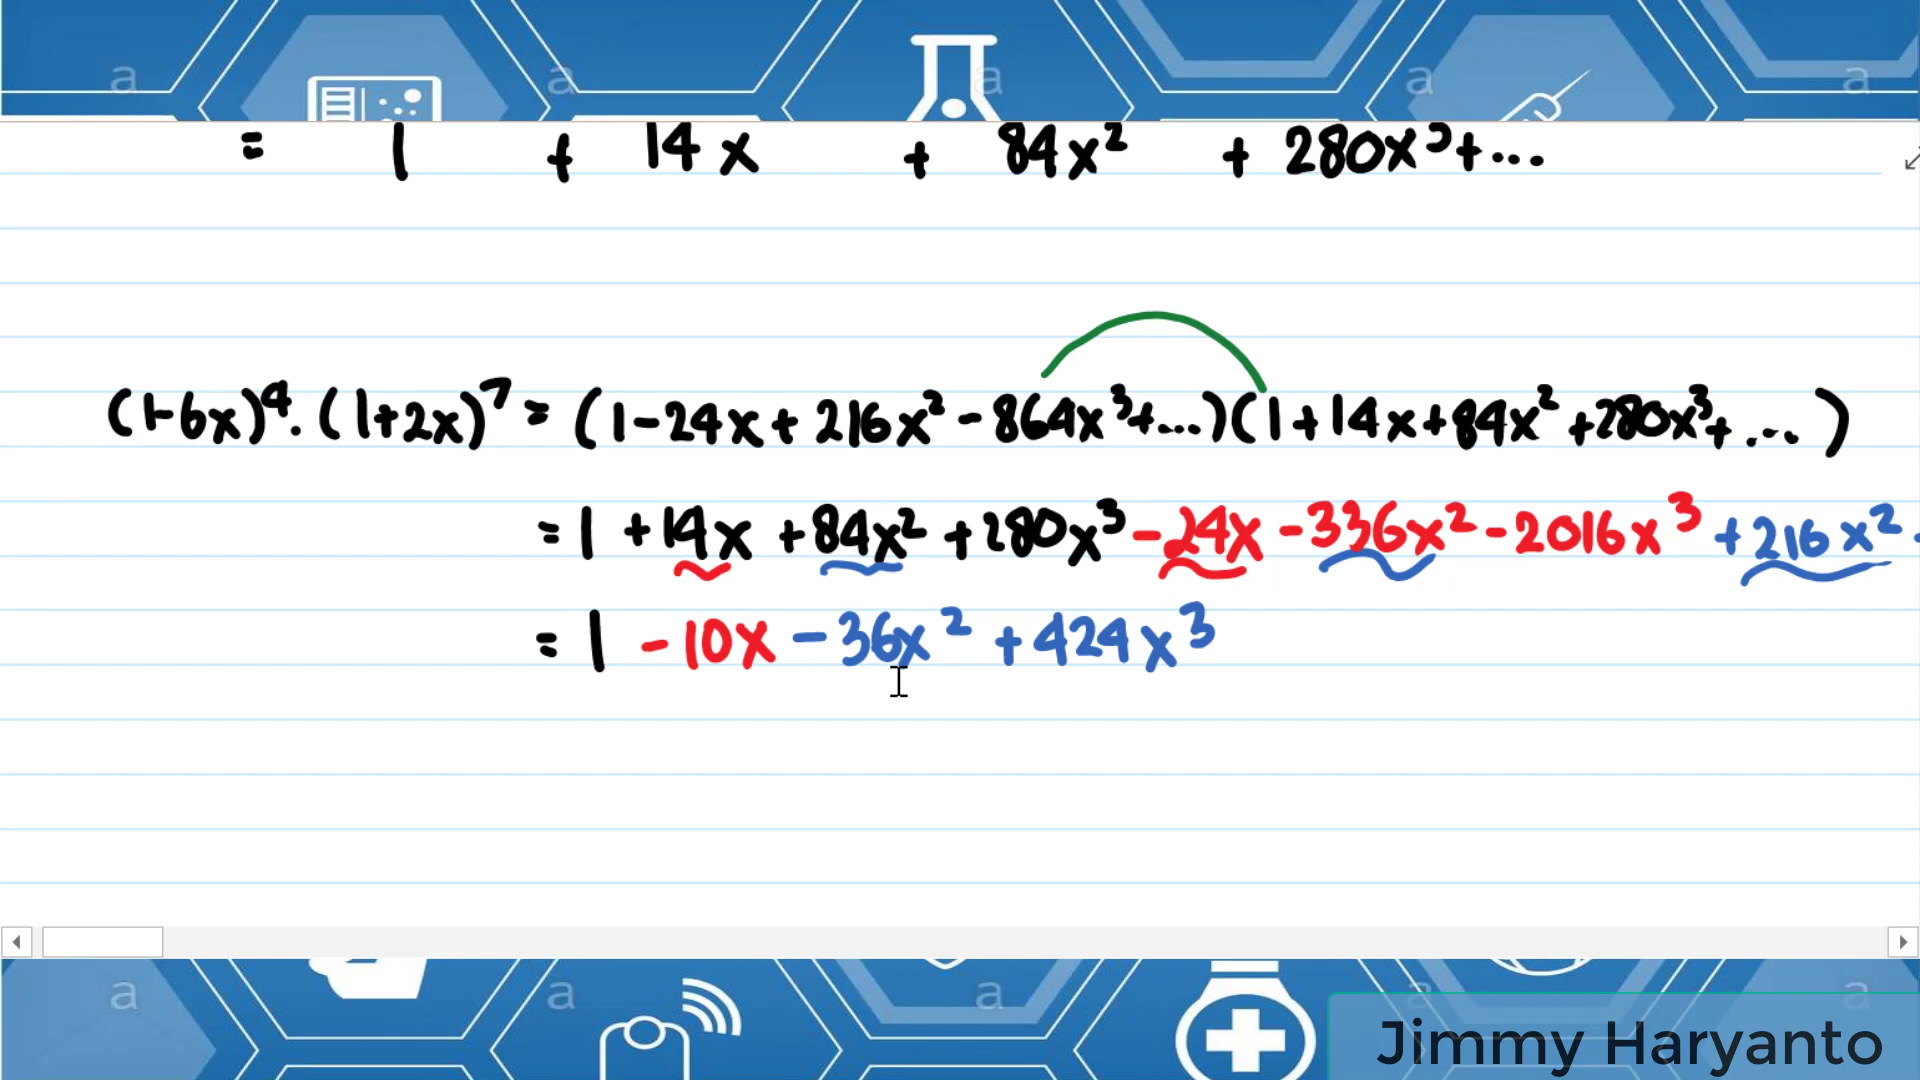 = 1 + 14x + 84x² + 280x³ + ...
(1-6x)⁴ . (1+2x)⁷ = (1-24x+216x²-864x³+...)(1+14x+84x²+280x³+...)
= 1 +14x +84x² +280x³ -24x -336x² -2016x³ +216x²
= 1 -10x -36x² +424x³
Jimmy Haryanto